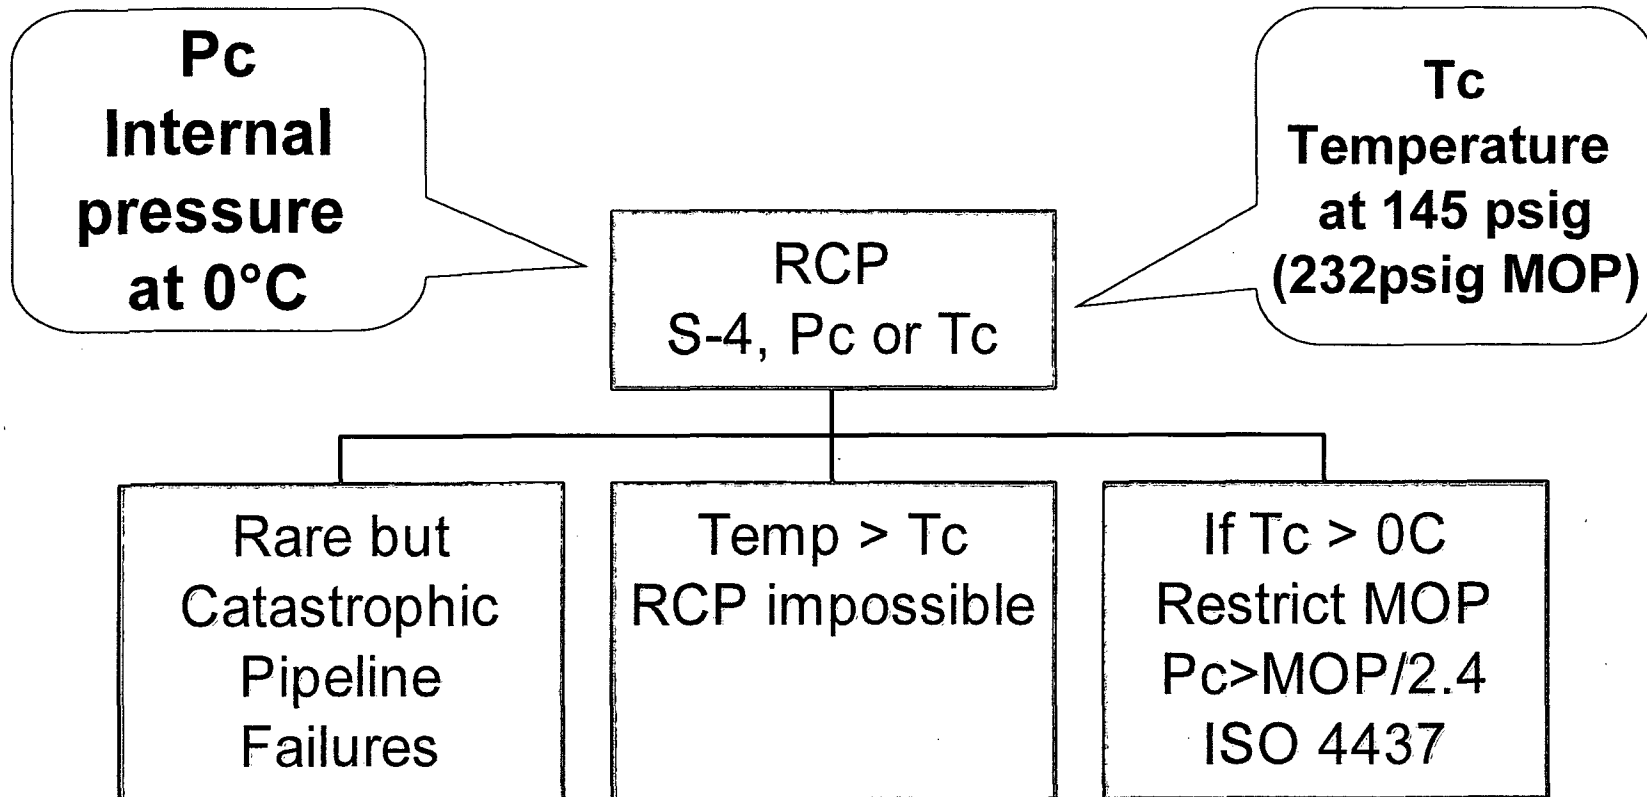 Pc
Internal
pressure
at 0°C
Tc
Temperature
at 145 psig
(232psig MOP)
RCP
S-4, Pc or Tc
Rare but
Catastrophic
Pipeline
Failures
Temp > Tc
RCP impossible
If Tc > 0C
Restrict MOP
Pc>MOP/2.4
ISO 4437